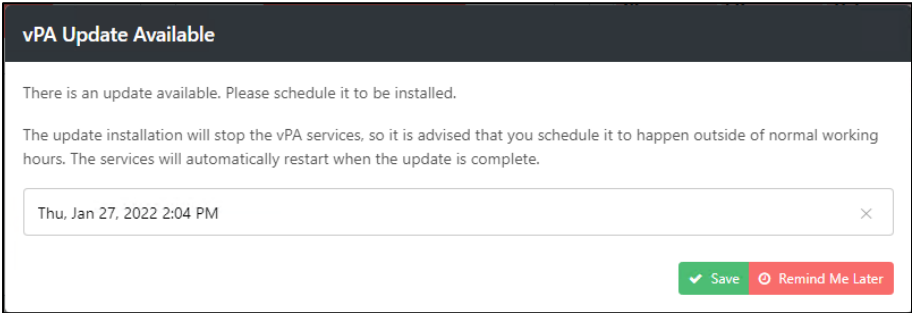 vPA Update Available
There is an update available. Please schedule it to be installed.
The update installation will stop the vPA services, so it is advised that you schedule it to happen outside of normal working
hours. The services will automatically restart when the update is complete.
Thu, Jan 27, 2022 2:04 PM
Save Remind Me Later